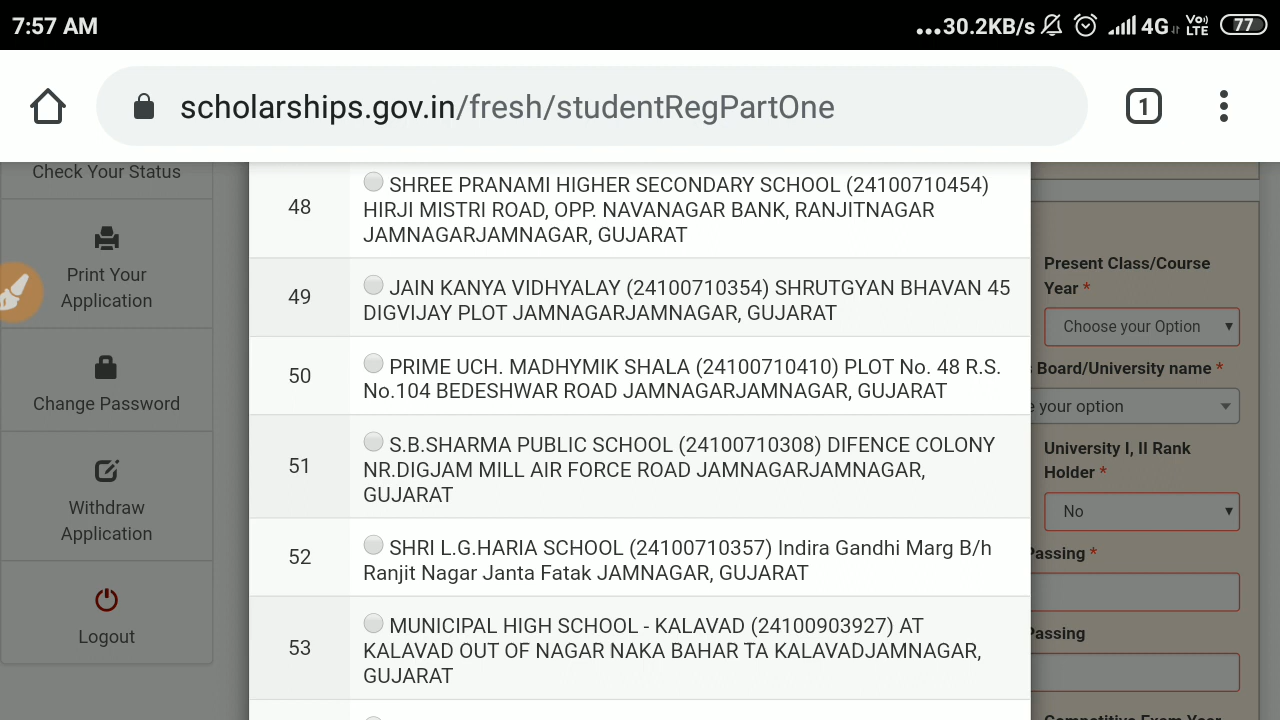 7:57 AM
...30.2KB/s 4G Vo) LTE 77
scholarships.gov.in/fresh/studentRegPartOne
1
Check Your Status
Print Your
Application
Change Password
Withdraw
Application
Logout
48
SHREE PRANAMI HIGHER SECONDARY SCHOOL (24100710454)
HIRJI MISTRI ROAD, OPP. NAVANAGAR BANK, RANJITNAGAR
JAMNAGARJAMNAGAR, GUJARAT
49
JAIN KANYA VIDHYALAY (24100710354) SHRUTGYAN BHAVAN 45
DIGVIJAY PLOT JAMNAGARJAMNAGAR, GUJARAT
50
PRIME UCH. MADHYMIK SHALA (24100710410) PLOT No. 48 R.S.
No.104 BEDESHWAR ROAD JAMNAGARJAMNAGAR, GUJARAT
51
S.B.SHARMA PUBLIC SCHOOL (24100710308) DIFENCE COLONY
NR.DIGJAM MILL AIR FORCE ROAD JAMNAGARJAMNAGAR,
GUJARAT
52
SHRI L.G.HARIA SCHOOL (24100710357) Indira Gandhi Marg B/h
Ranjit Nagar Janta Fatak JAMNAGAR, GUJARAT
53
MUNICIPAL HIGH SCHOOL - KALAVAD (24100903927) AT
KALAVAD OUT OF NAGAR NAKA BAHAR TA KALAVADJAMNAGAR,
GUJARAT
Present Class/Course
Year *
Choose your Option
Board/University name *
your option
University I, II Rank
Holder *
No
Passing *
Passing
Competitive Exam Year